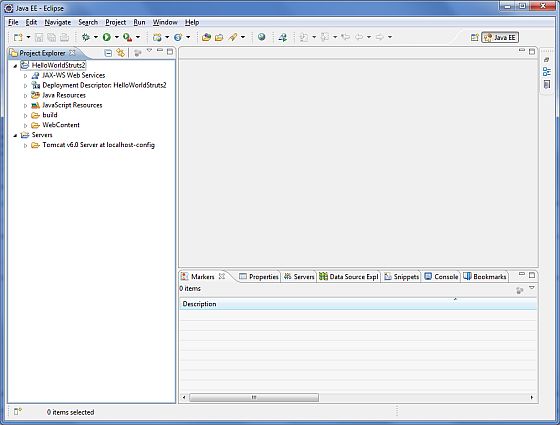 Java EE - Eclipse
File Edit Navigate Search Project Run Window Help
Java EE
Project Explorer
HelloWorldStruts2
JAX-WS Web Services
Deployment Descriptor: HelloWorldStruts2
Java Resources
JavaScript Resources
build
WebContent
Servers
Tomcat v6.0 Server at localhost-config
Markers Properties Servers Data Source Expl Snippets Console Bookmarks
0 items
Description
0 items selected